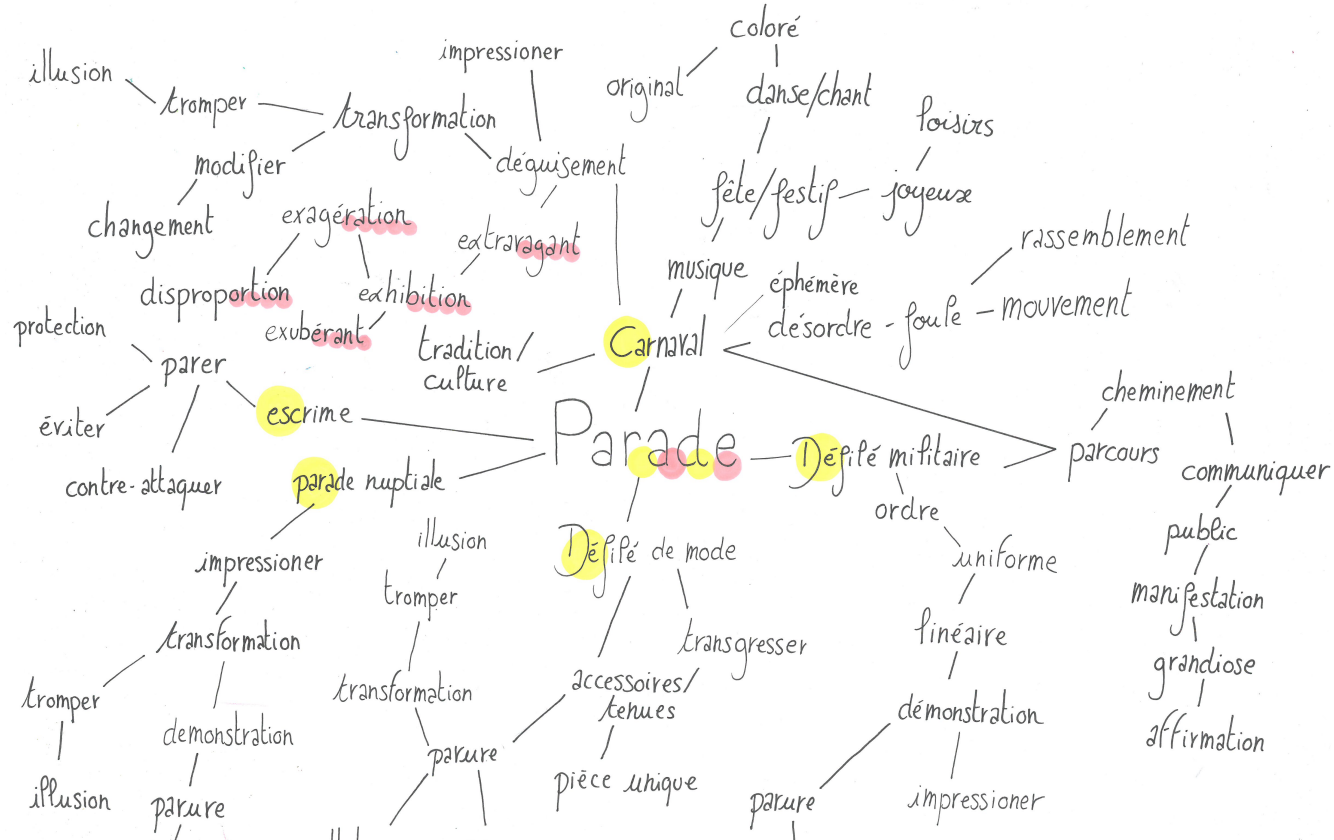 coloré
impressioner
illusion
original
danse/chant
tromper
transformation
loisirs
modifier
déguisement
fête/festif
joyeux
changement
exagération
extravagant
rassemblement
musique
éphémère
disproportion
exhibition
mouvement
foule
désordre
protection
exubérant
tradition/
culture
Carnaval
parer
cheminement
escrime
éviter
Parade
Défilé militaire
parcours
communiquer
contre-attaquer
parade nuptiale
ordre
public
illusion
Défilé de mode
impressioner
uniforme
tromper
manifestation
transformation
transgresser
linéaire
grandiose
tromper
transformation
accessoires/
tenues
démonstration
affirmation
demonstration
parure
pièce unique
illusion
parure
parure
impressioner